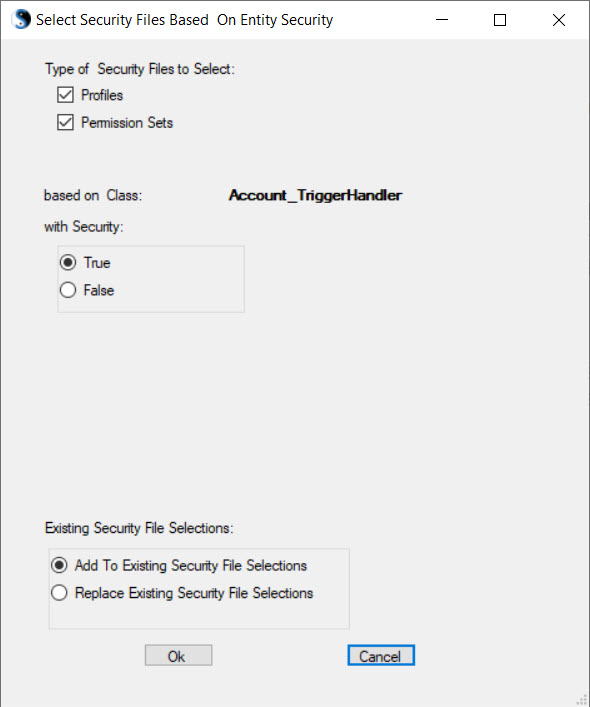 Select Security Files Based  On Entity Security
Type of  Security Files to Select:
Profiles
Permission Sets
based on  Class: Account_TriggerHandler
with Security:
True
False
Existing Security File Selections:
Add To Existing Security File Selections
Replace Existing Security File Selections
Ok Cancel